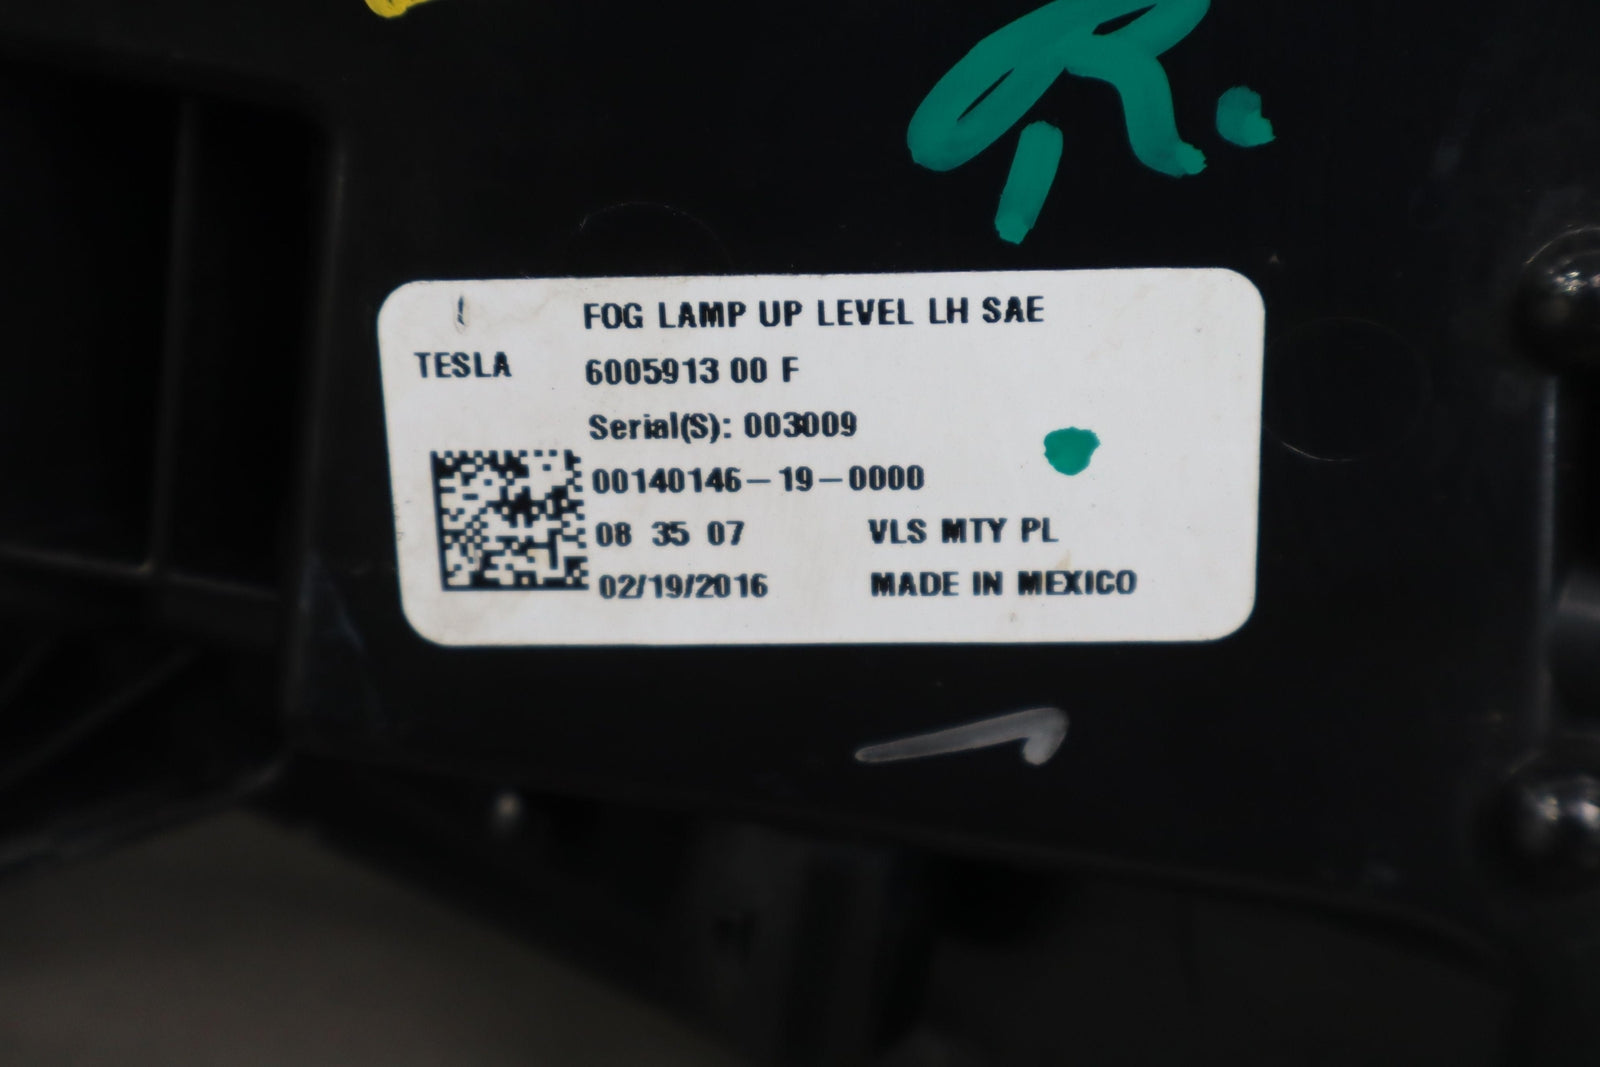 R.
FOG LAMP UP LEVEL LH SAE
TESLA 6005913 00 F
Serial(S): 003009
00140146-19-0000
08 35 07 VLS MTY PL
02/19/2016 MADE IN MEXICO